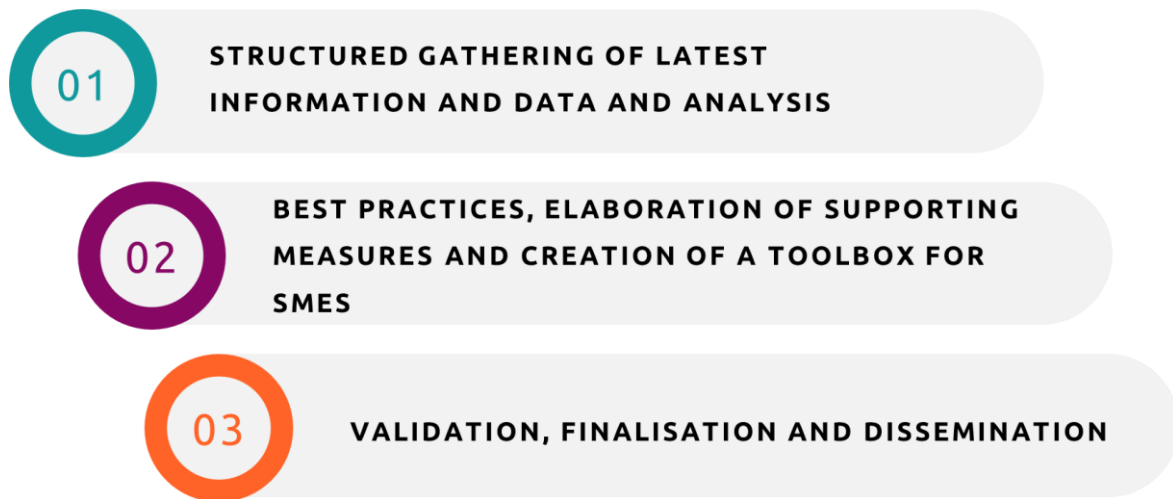 01
STRUCTURED GATHERING OF LATEST
INFORMATION AND DATA AND ANALYSIS
02
BEST PRACTICES, ELABORATION OF SUPPORTING
MEASURES AND CREATION OF A TOOLBOX FOR
SMES
03
VALIDATION, FINALISATION AND DISSEMINATION